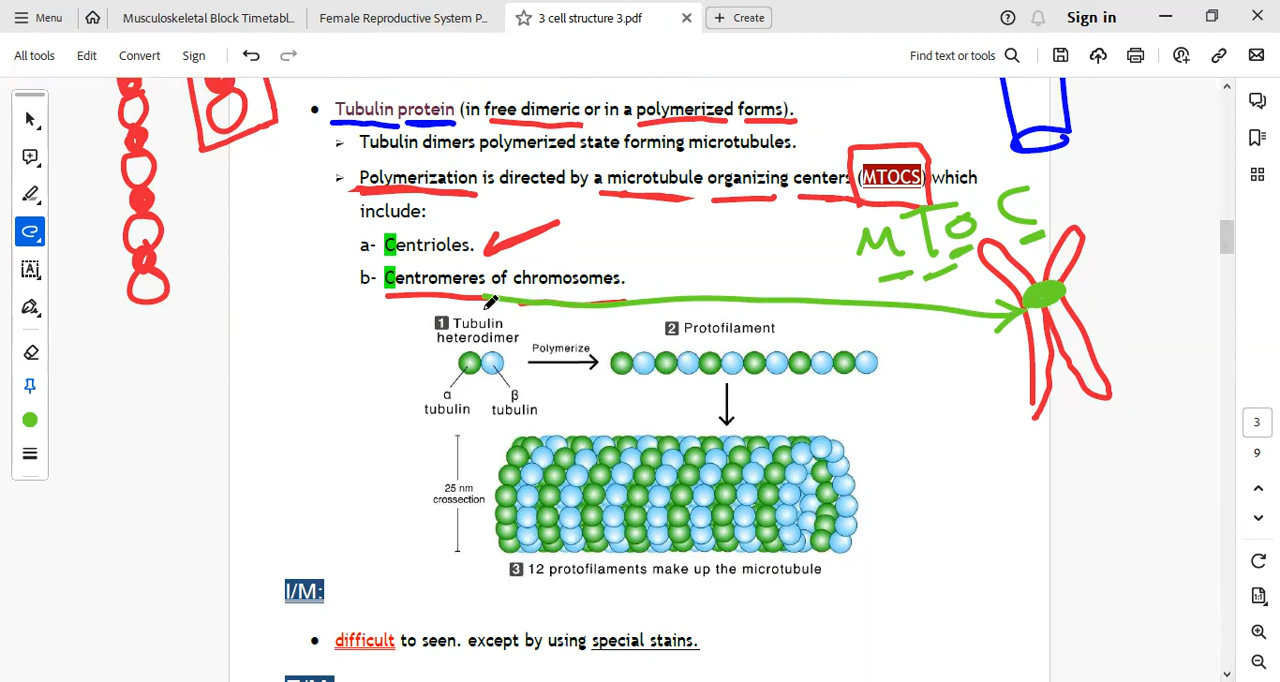 Menu Musculoskeletal Block Timetabl... Female Reproductive System P... 3 cell structure 3.pdf Create Sign in
All tools Edit Convert Sign Find text or tools
• Tubulin protein (in free dimeric or in a polymerized forms).
➢ Tubulin dimers polymerized state forming microtubules.
➢ Polymerization is directed by a microtubule organizing centers (MTOCS) which
include:
MTOC
a- Centrioles.
b- Centromeres of chromosomes.
1 Tubulin
heterodimer
Polymerize
2 Protofilament
α
tubulin
β
tubulin
25 nm
crossection
3 12 protofilaments make up the microtubule
I/M:
• difficult to seen. except by using special stains.
3
9